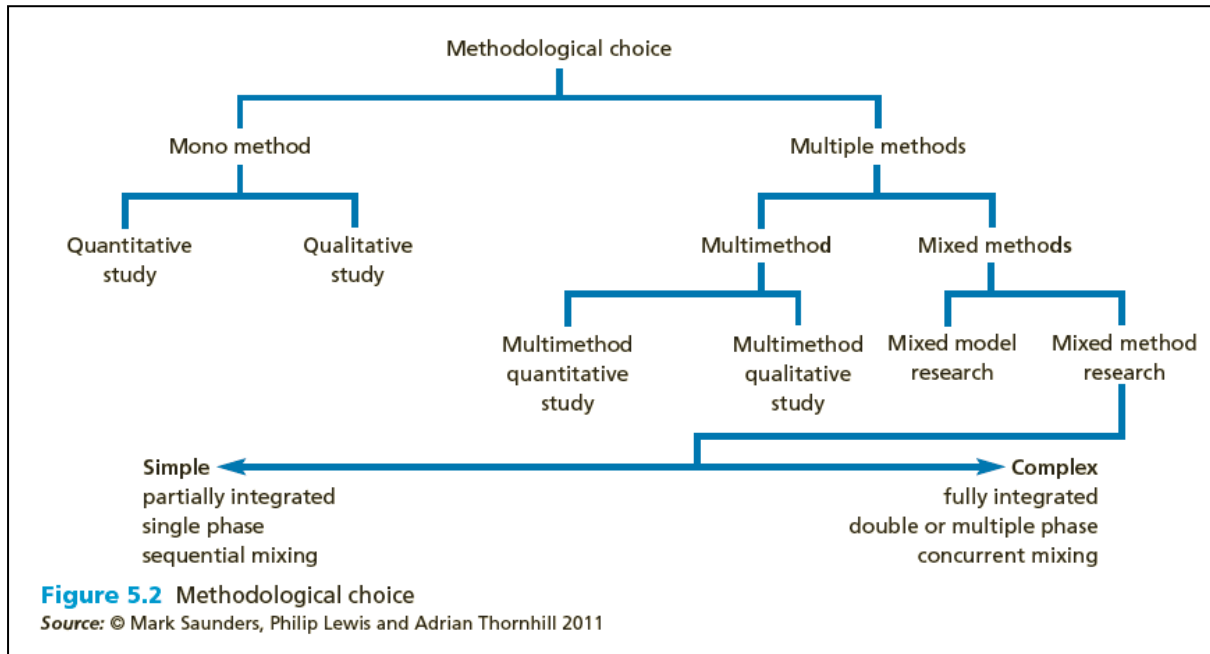 Methodological choice
Mono method
Multiple methods
Quantitative
study
Qualitative
study
Multimethod
Mixed methods
Multimethod
quantitative
study
Multimethod
qualitative
study
Mixed model
research
Mixed method
research
Simple
partially integrated
single phase
sequential mixing
Complex
fully integrated
double or multiple phase
concurrent mixing
Figure 5.2 Methodological choice
Source: © Mark Saunders, Philip Lewis and Adrian Thornhill 2011